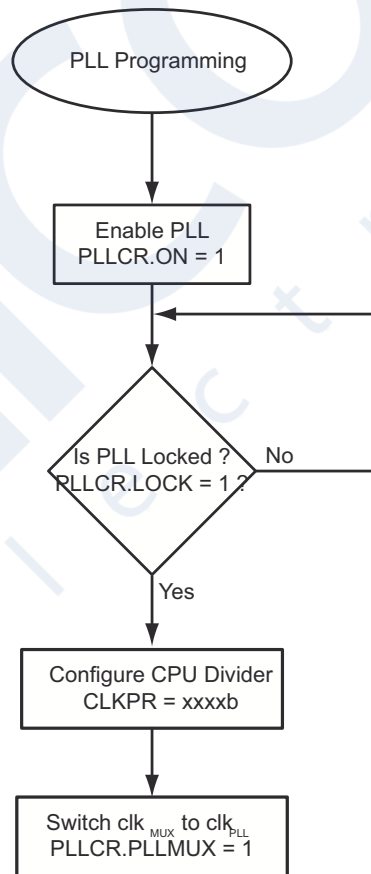 PLL Programming
Enable PLL
PLLCR.ON = 1
Is PLL Locked ?
PLLCR.LOCK = 1 ?
No
Yes
Configure CPU Divider
CLKPR = xxxxb
Switch clk MUX to clk PLL
PLLCR.PLLMUX = 1